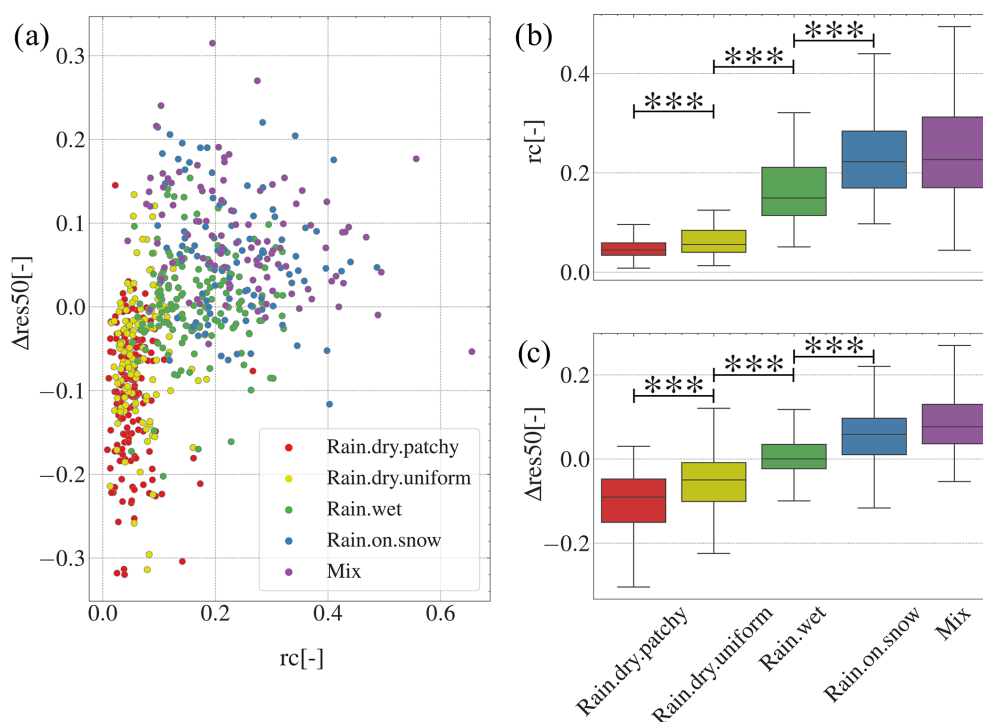 (a)
0.3
0.2
0.1
0.0
−0.1
−0.2
−0.3
Δres50[-]
Rain.dry.patchy
Rain.dry.uniform
Rain.wet
Rain.on.snow
Mix
0.0 0.2 0.4 0.6
rc[-]
(b)
***
***
***
0.4
0.2
0.0
rc[-]
(c)
***
***
***
0.2
0.0
−0.2
Δres50[-]
Rain.dry.patchy
Rain.dry.uniform
Rain.wet
Rain.on.snow
Mix